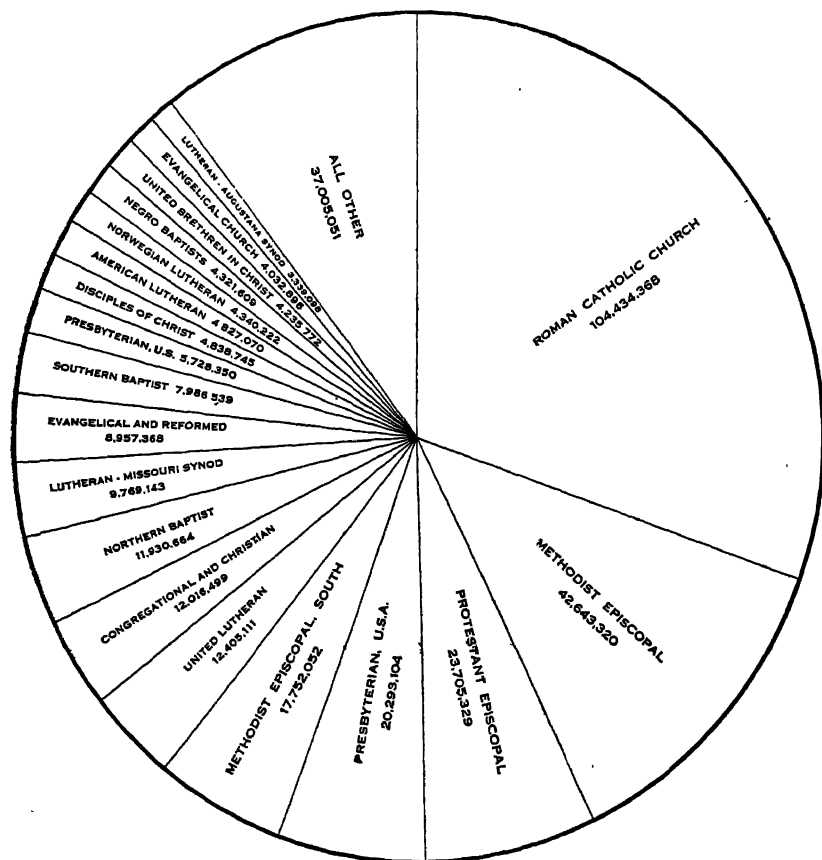 ROMAN CATHOLIC CHURCH
104,434,368
METHODIST EPISCOPAL
42,643,320
PROTESTANT EPISCOPAL
23,705,329
PRESBYTERIAN, U.S.A.
20,293,104
METHODIST EPISCOPAL, SOUTH
17,752,052
UNITED LUTHERAN
12,405,111
CONGREGATIONAL AND CHRISTIAN
12,016,499
NORTHERN BAPTIST
11,930,664
LUTHERAN - MISSOURI SYNOD
9,769,143
EVANGELICAL AND REFORMED
8,957,368
SOUTHERN BAPTIST 7,986 539
PRESBYTERIAN, U.S. 5,728,350
DISCIPLES OF CHRIST 4,838,745
AMERICAN LUTHERAN 4 827,070
NORWEGIAN LUTHERAN 4,340,222
NEGRO BAPTISTS 4,321,609
UNITED BRETHREN IN CHRIST 4,235,772
EVANGELICAL CHURCH 4,032,896
LUTHERAN - AUGUSTANA SYNOD 3,339,098
ALL OTHER
37,005,051